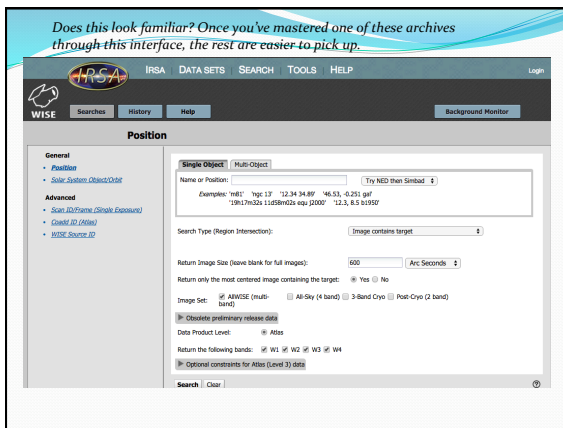 Does this look familiar? Once you've mastered one of these archives
through this interface, the rest are easier to pick up.
IRSA IRSA DATA SETS SEARCH TOOLS HELP Login
WISE Searches History Help Background Monitor
Position
General
Position
Solar System Object/Orbit
Advanced
Scan ID/Frame (Single Exposure)
Coadd ID (Atlas)
WISE Source ID
Single Object Multi-Object
Name or Position: Try NED then Simbad
Examples: 'm81' 'ngc 13' '12.34 34.89' '46.53, -0.251 gal'
'19h17m32s 11d58m02s equ j2000' '12.3, 8.5 b1950'
Search Type (Region Intersection): Image contains target
Return Image Size (leave blank for full images): 600 Arc Seconds
Return only the most centered image containing the target: Yes No
Image Set: AllWISE (multi-band) All-Sky (4 band) 3-Band Cryo Post-Cryo (2 band)
Obsolete preliminary release data
Data Product Level: Atlas
Return the following bands: W1 W2 W3 W4
Optional constraints for Atlas (Level 3) data
Search Clear ?